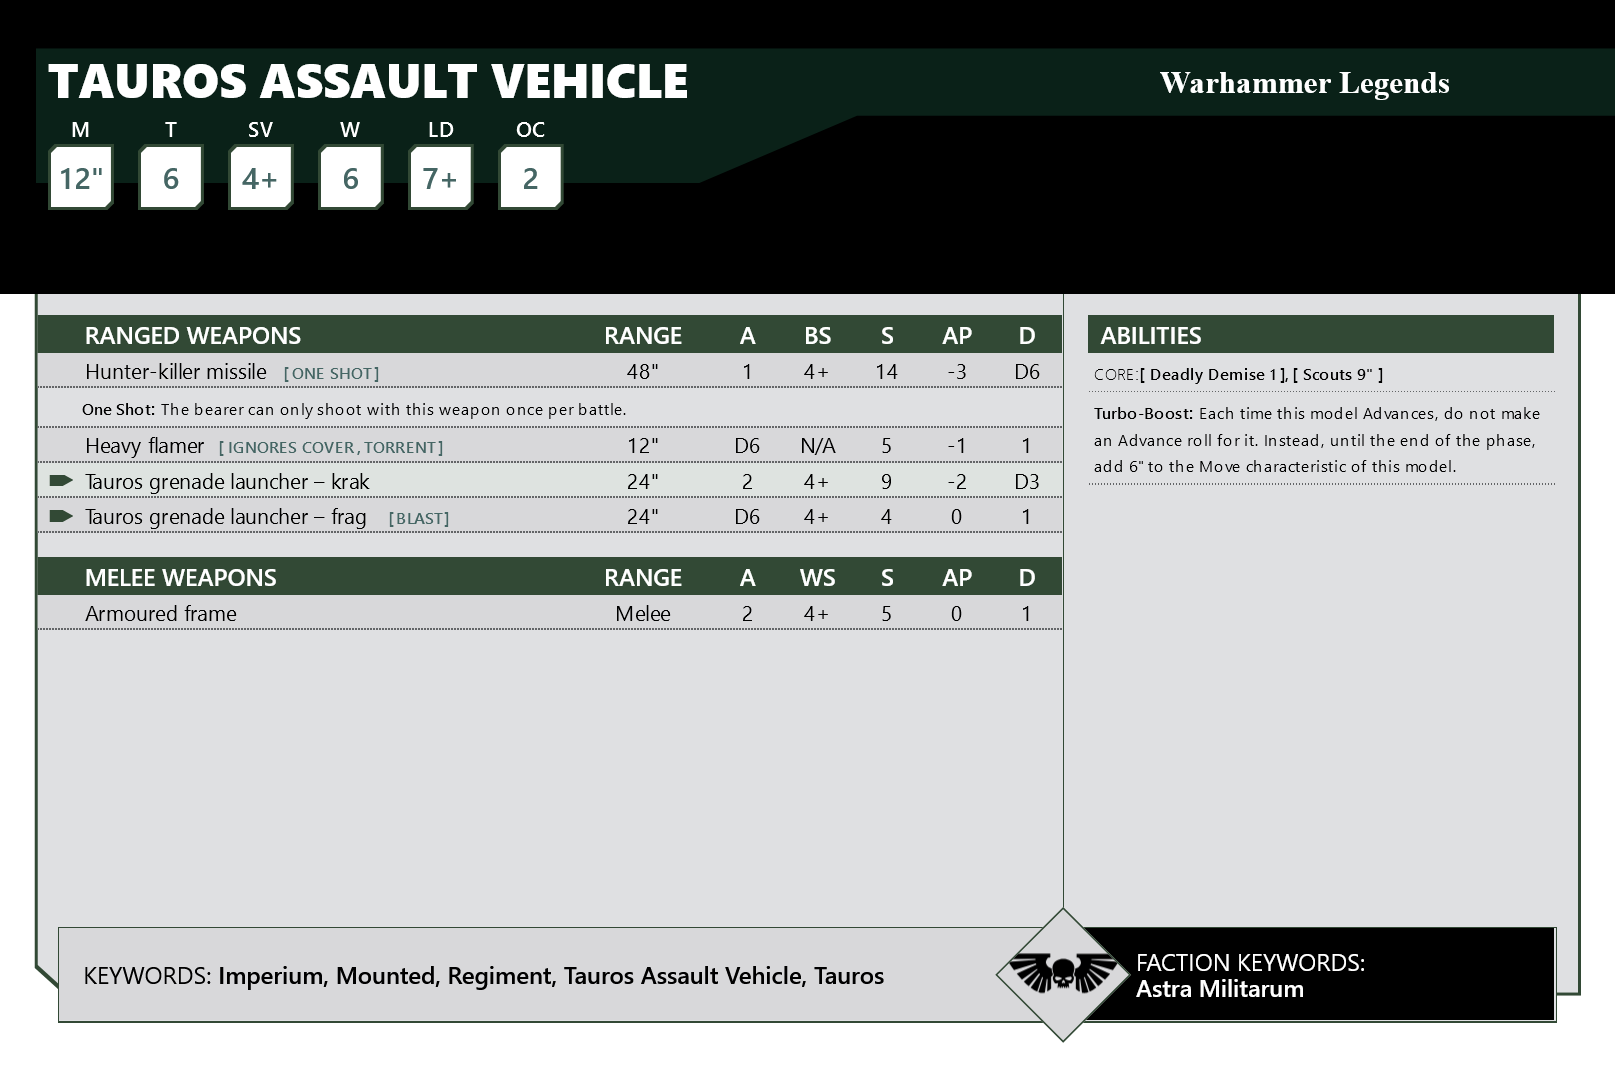 TAUROS ASSAULT VEHICLE
Warhammer Legends
M T SV W LD OC
12" 6 4+ 6 7+ 2
RANGED WEAPONS RANGE A BS S AP D
Hunter-killer missile [ONE SHOT] 48" 1 4+ 14 -3 D6
One Shot: The bearer can only shoot with this weapon once per battle.
Heavy flamer [IGNORES COVER, TORRENT] 12" D6 N/A 5 -1 1
Tauros grenade launcher – krak 24" 2 4+ 9 -2 D3
Tauros grenade launcher – frag [BLAST] 24" D6 4+ 4 0 1
MELEE WEAPONS RANGE A WS S AP D
Armoured frame Melee 2 4+ 5 0 1
ABILITIES
CORE:[ Deadly Demise 1], [ Scouts 9" ]
Turbo-Boost: Each time this model Advances, do not make
an Advance roll for it. Instead, until the end of the phase,
add 6" to the Move characteristic of this model.
KEYWORDS: Imperium, Mounted, Regiment, Tauros Assault Vehicle, Tauros
FACTION KEYWORDS:
Astra Militarum